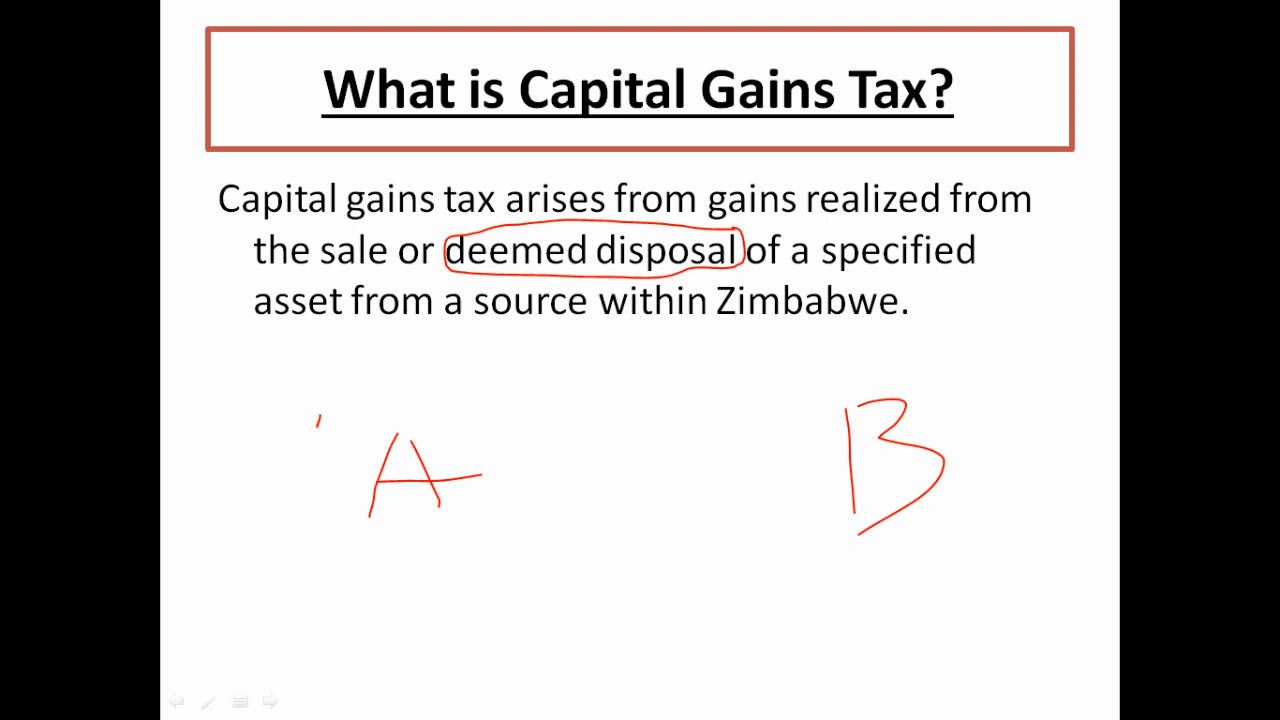 What is Capital Gains Tax?
Capital gains tax arises from gains realized from
the sale or deemed disposal of a specified
asset from a source within Zimbabwe.
A B